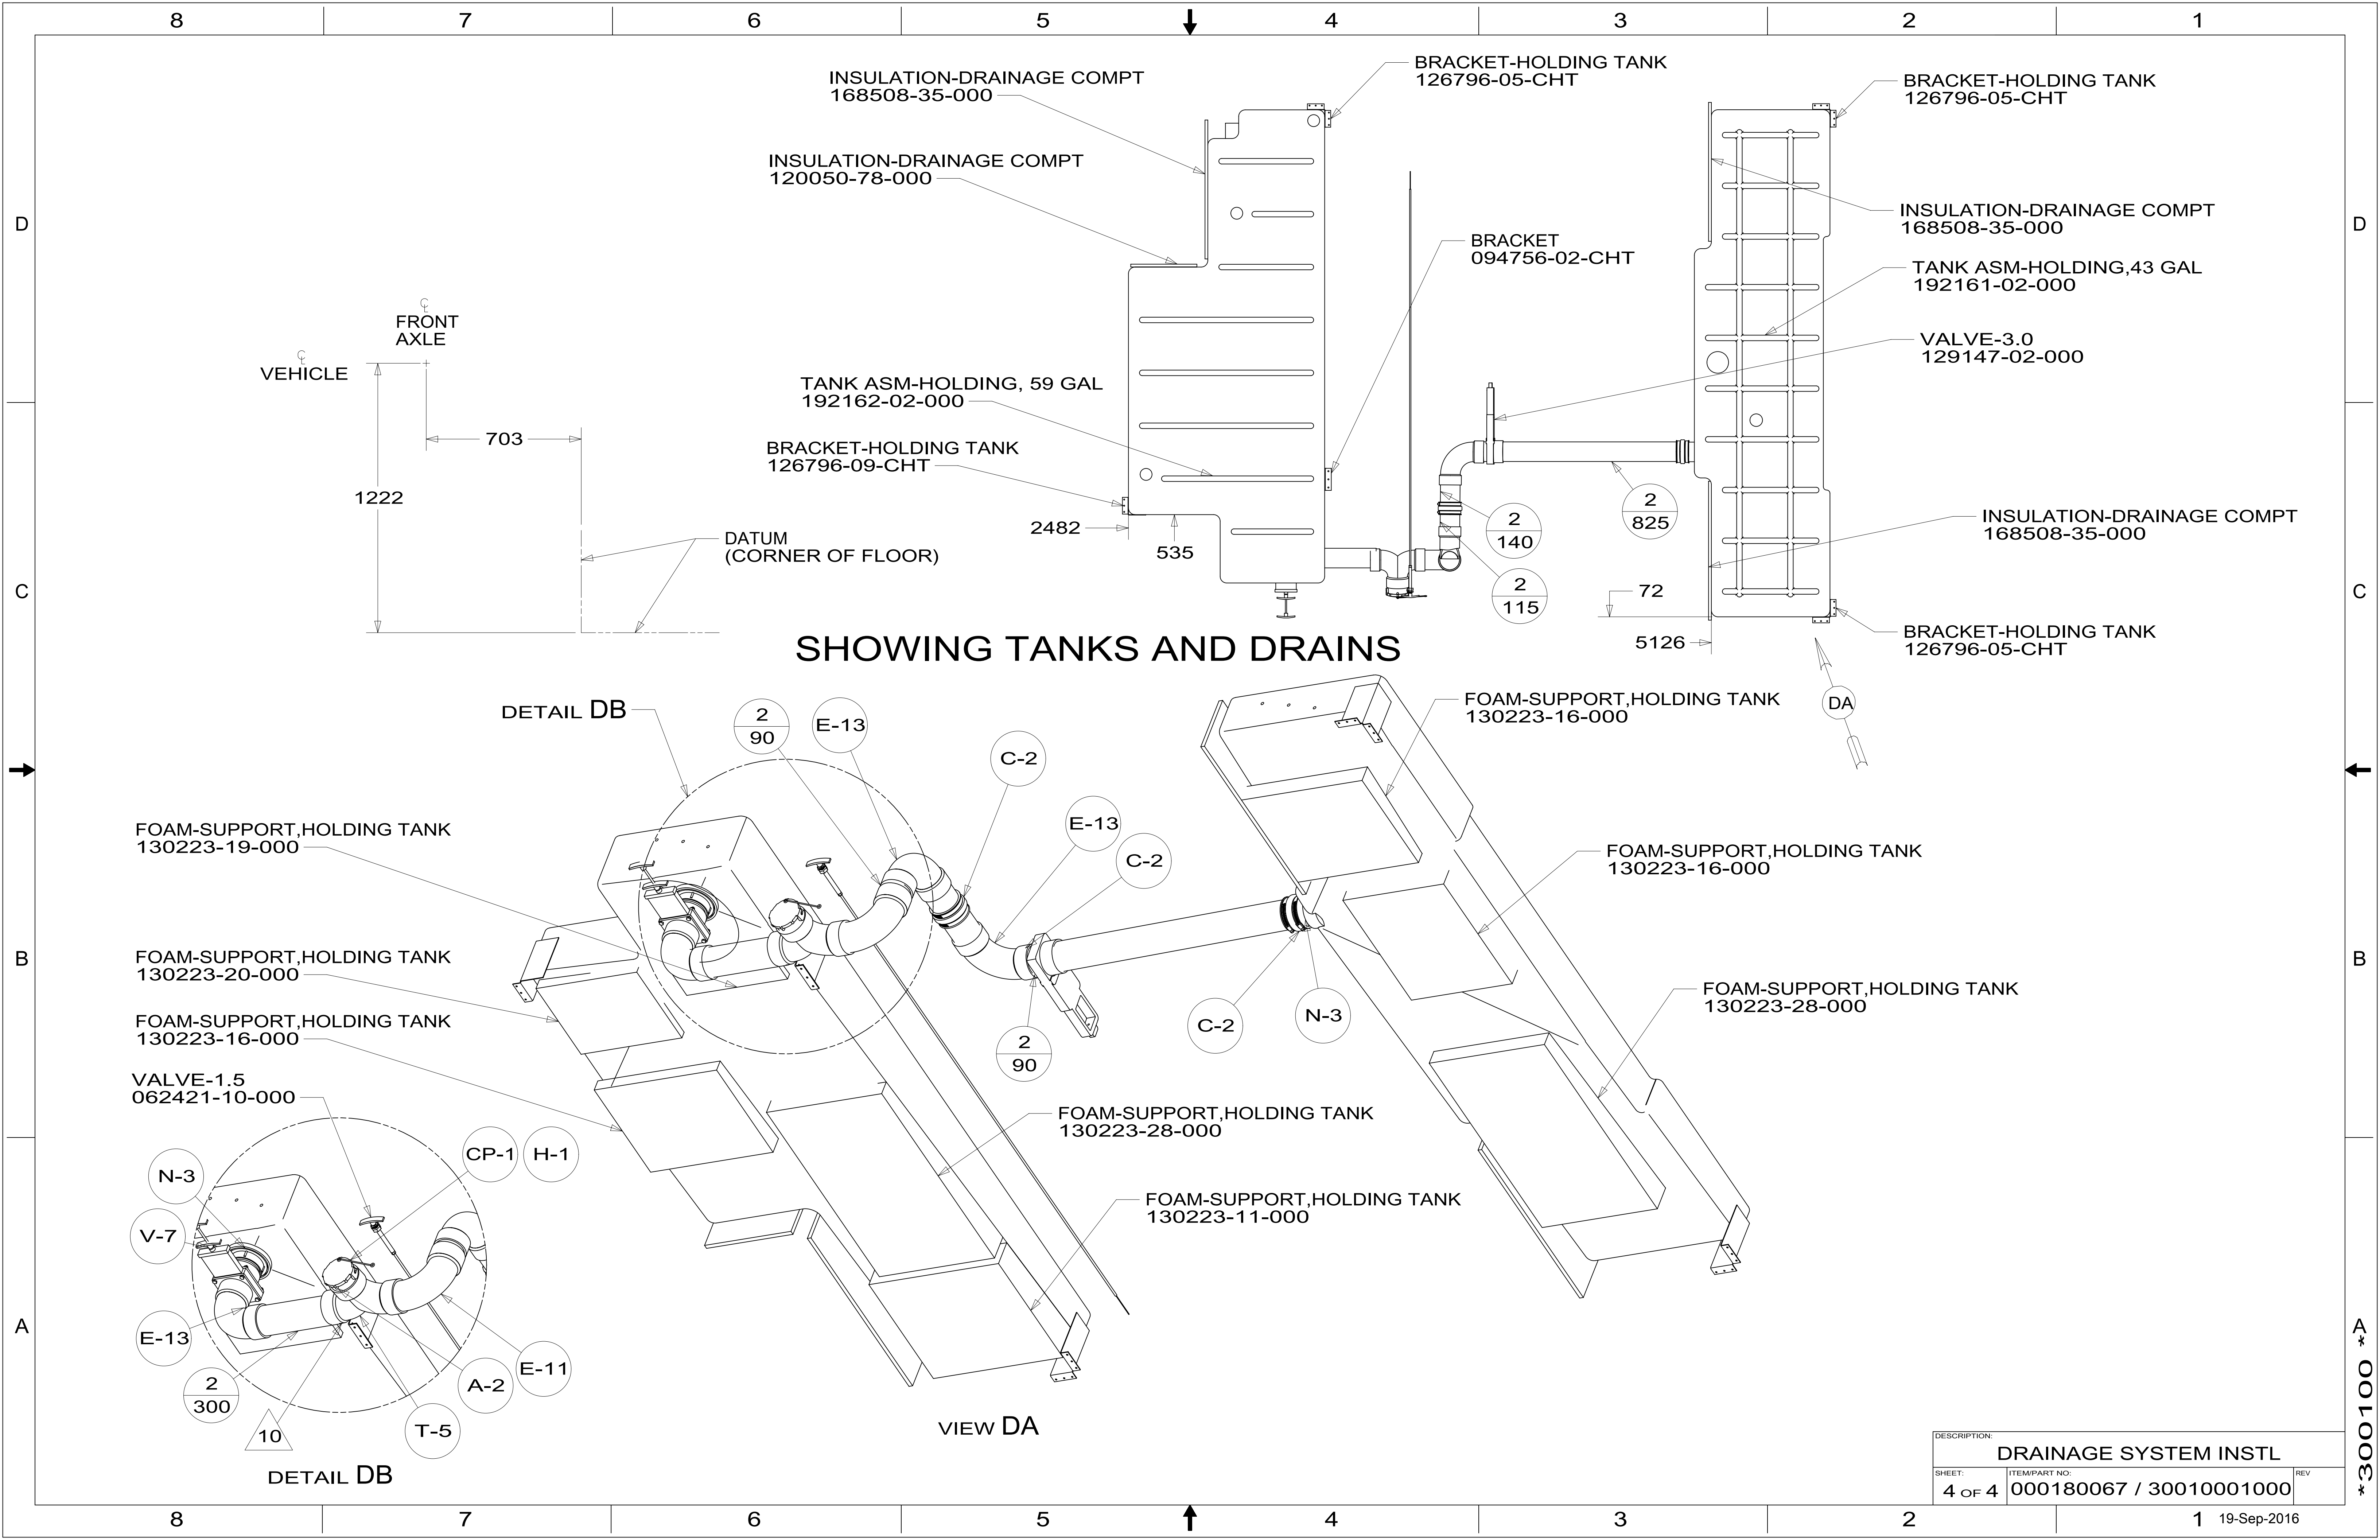 8 7 6 5 4 3 2 1
D
C
B
A
D
C
B
A
INSULATION-DRAINAGE COMPT
168508-35-000
INSULATION-DRAINAGE COMPT
120050-78-000
BRACKET-HOLDING TANK
126796-05-CHT
BRACKET-HOLDING TANK
126796-05-CHT
INSULATION-DRAINAGE COMPT
168508-35-000
BRACKET
094756-02-CHT
TANK ASM-HOLDING,43 GAL
192161-02-000
VALVE-3.0
129147-02-000
℄
FRONT
AXLE
℄
VEHICLE
703
1222
DATUM
(CORNER OF FLOOR)
TANK ASM-HOLDING, 59 GAL
192162-02-000
BRACKET-HOLDING TANK
126796-09-CHT
2482
535
2
140
2
115
2
825
INSULATION-DRAINAGE COMPT
168508-35-000
72
5126
BRACKET-HOLDING TANK
126796-05-CHT
DA
SHOWING TANKS AND DRAINS
DETAIL DB
2
90
E-13
C-2
E-13
C-2
FOAM-SUPPORT,HOLDING TANK
130223-16-000
FOAM-SUPPORT,HOLDING TANK
130223-16-000
FOAM-SUPPORT,HOLDING TANK
130223-28-000
FOAM-SUPPORT,HOLDING TANK
130223-19-000
FOAM-SUPPORT,HOLDING TANK
130223-20-000
FOAM-SUPPORT,HOLDING TANK
130223-16-000
VALVE-1.5
062421-10-000
2
90
C-2
N-3
FOAM-SUPPORT,HOLDING TANK
130223-28-000
FOAM-SUPPORT,HOLDING TANK
130223-11-000
CP-1
H-1
N-3
V-7
E-13
2
300
10
T-5
A-2
E-11
DETAIL DB
VIEW DA
DESCRIPTION:
DRAINAGE SYSTEM INSTL
SHEET:
4 OF 4
ITEM/PART NO:
000180067 / 30010001000
REV
*300100 *
8 7 6 5 4 3 2 1
19-Sep-2016